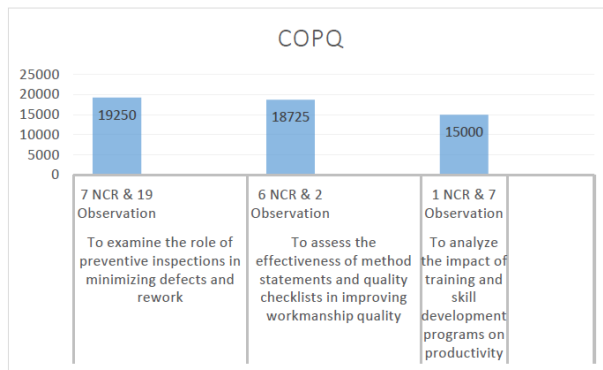 COPQ
25000
20000
15000
10000
5000
0
19250
18725
15000
7 NCR & 19
Observation
6 NCR & 2
Observation
1 NCR & 7
Observation
To examine the role of
preventive inspections in
minimizing defects and
rework
To assess the
effectiveness of method
statements and quality
checklists in improving
workmanship quality
To analyze
the impact of
training and
skill
development
programs on
productivity